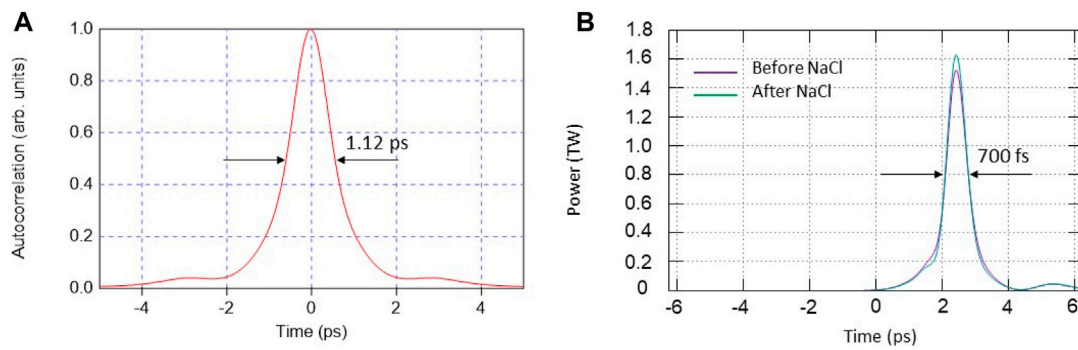 A
Autocorrelation (arb. units)
1.0
0.8
0.6
0.4
0.2
0.0
1.12 ps
-4
-2
0
2
4
Time (ps)
B
Power (TW)
1.8
1.6
1.4
1.2
1
0.8
0.6
0.4
0.2
0
Before NaCl
After NaCl
700 fs
-6
-4
-2
0
2
4
6
Time (ps)